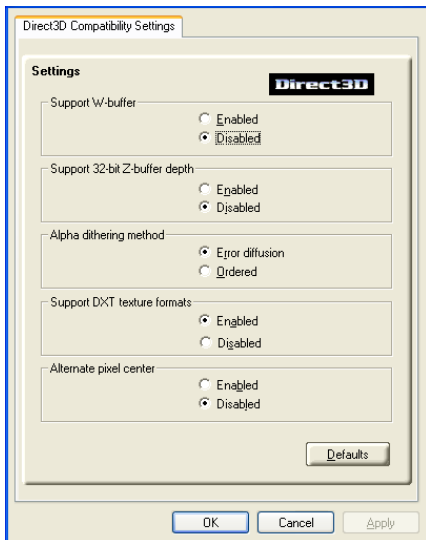 Direct3D Compatibility Settings
Settings
Direct3D
Support W-buffer
Enabled
Disabled
Support 32-bit Z-buffer depth
Enabled
Disabled
Alpha dithering method
Error diffusion
Ordered
Support DXT texture formats
Enabled
Disabled
Alternate pixel center
Enabled
Disabled
Defaults
OK Cancel Apply